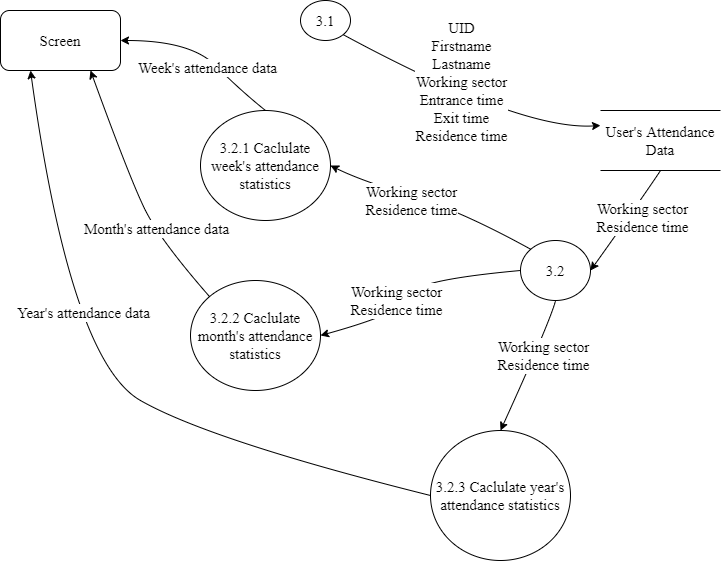 3.1
UID
Firstname
Lastname
Working sector
Entrance time
Exit time
Residence time
Screen
Week's attendance data
User's Attendance
Data
3.2.1 Caclulate
week's attendance
statistics
Working sector
Residence time
Working sector
Residence time
Month's attendance data
3.2
Working sector
Residence time
Year's attendance data
3.2.2 Caclulate
month's attendance
statistics
Working sector
Residence time
3.2.3 Caclulate year's
attendance statistics